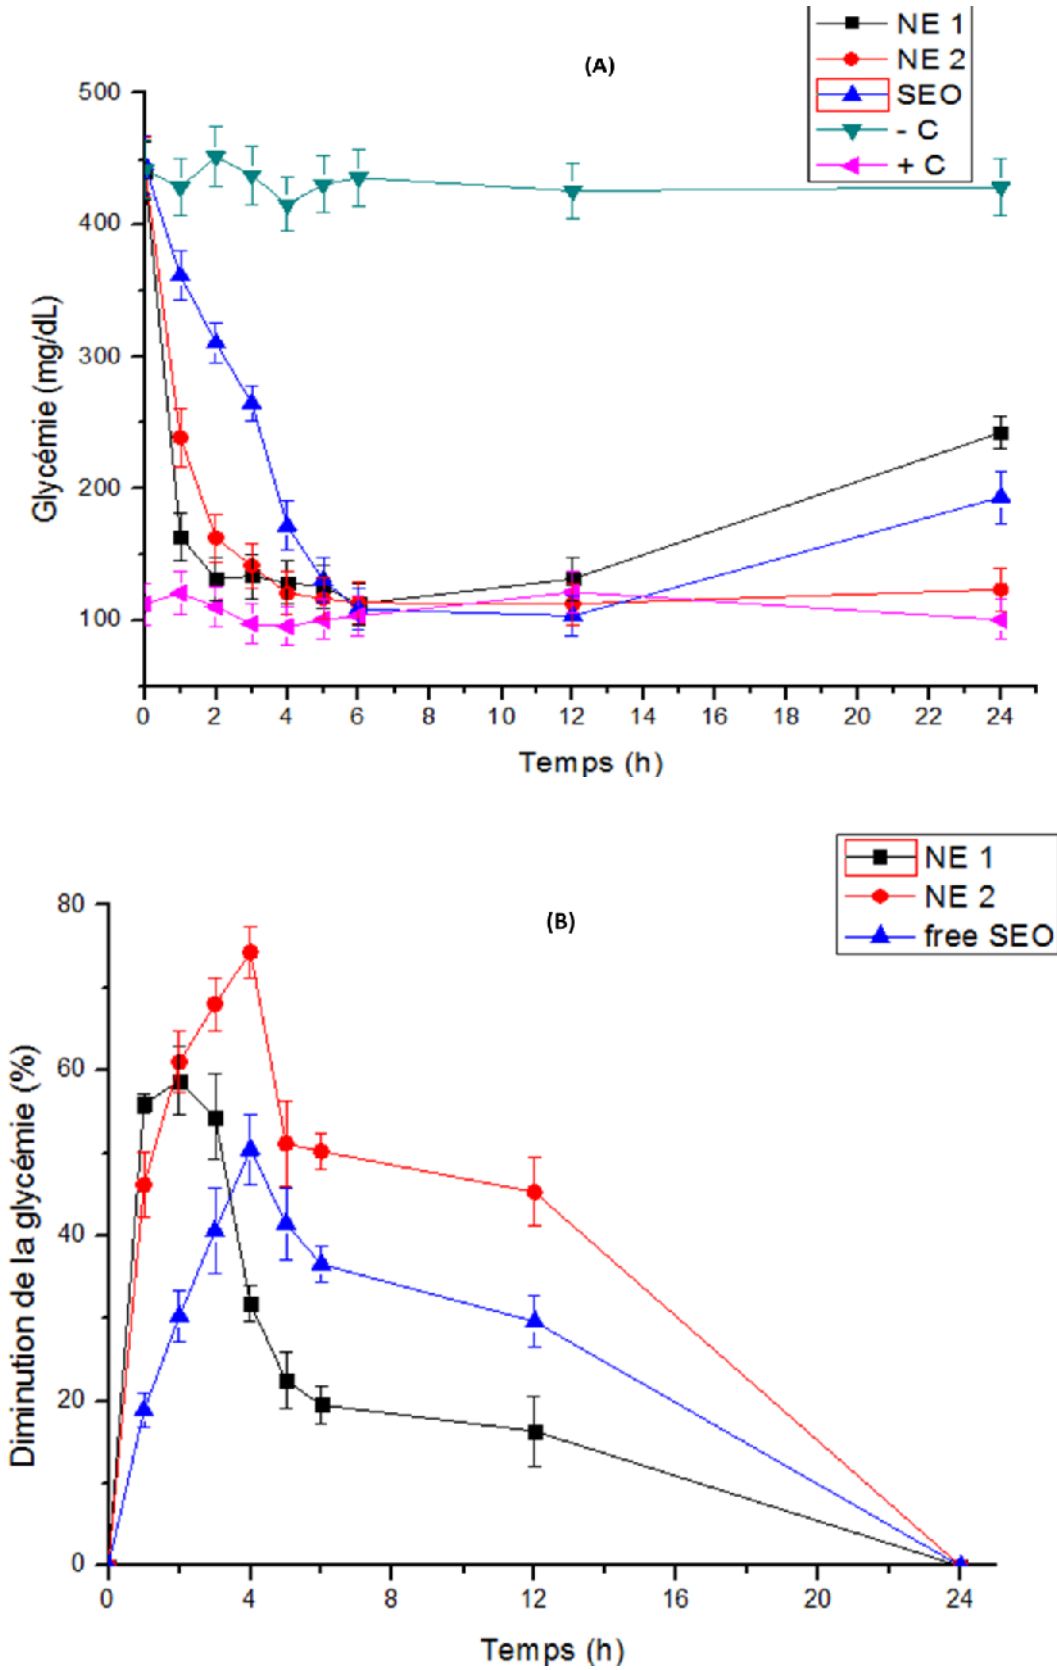 NE 1
NE 2
SEO
- C
+ C
(A)
500
400
300
200
100
Glycémie (mg/dL)
0 2 4 6 8 10 12 14 16 18 20 22 24
Temps (h)
NE 1
NE 2
free SEO
(B)
80
60
40
20
0
Diminution de la glycémie (%)
0 4 8 12 16 20 24
Temps (h)